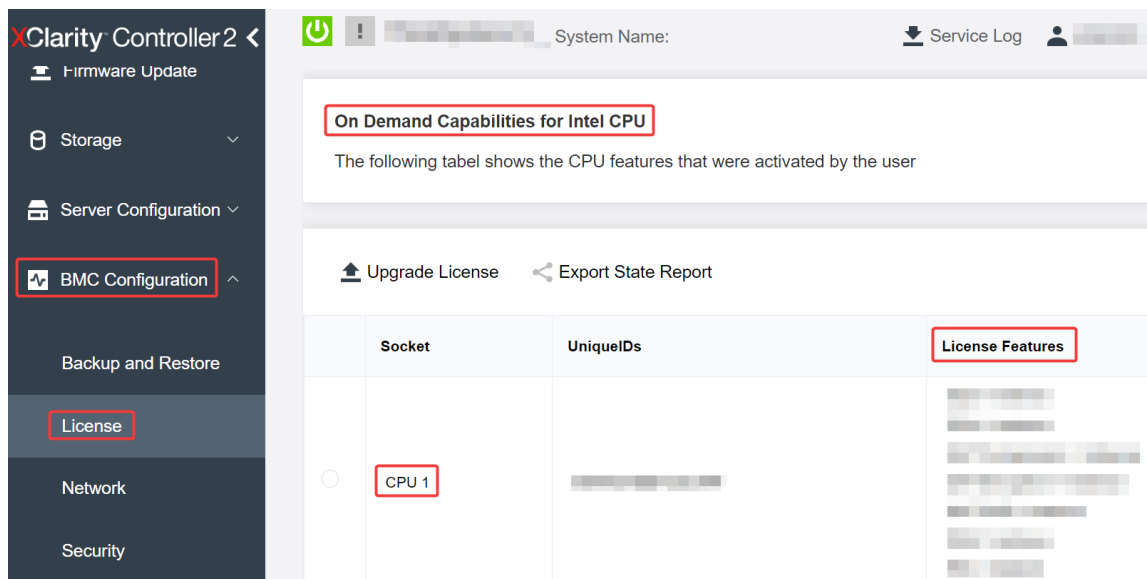 XClarity Controller 2
Firmware Update
Storage
Server Configuration
BMC Configuration
Backup and Restore
License
Network
Security
System Name:
Service Log
On Demand Capabilities for Intel CPU
The following tabel shows the CPU features that were activated by the user
Upgrade License
Export State Report
Socket
UniqueIDs
License Features
CPU 1